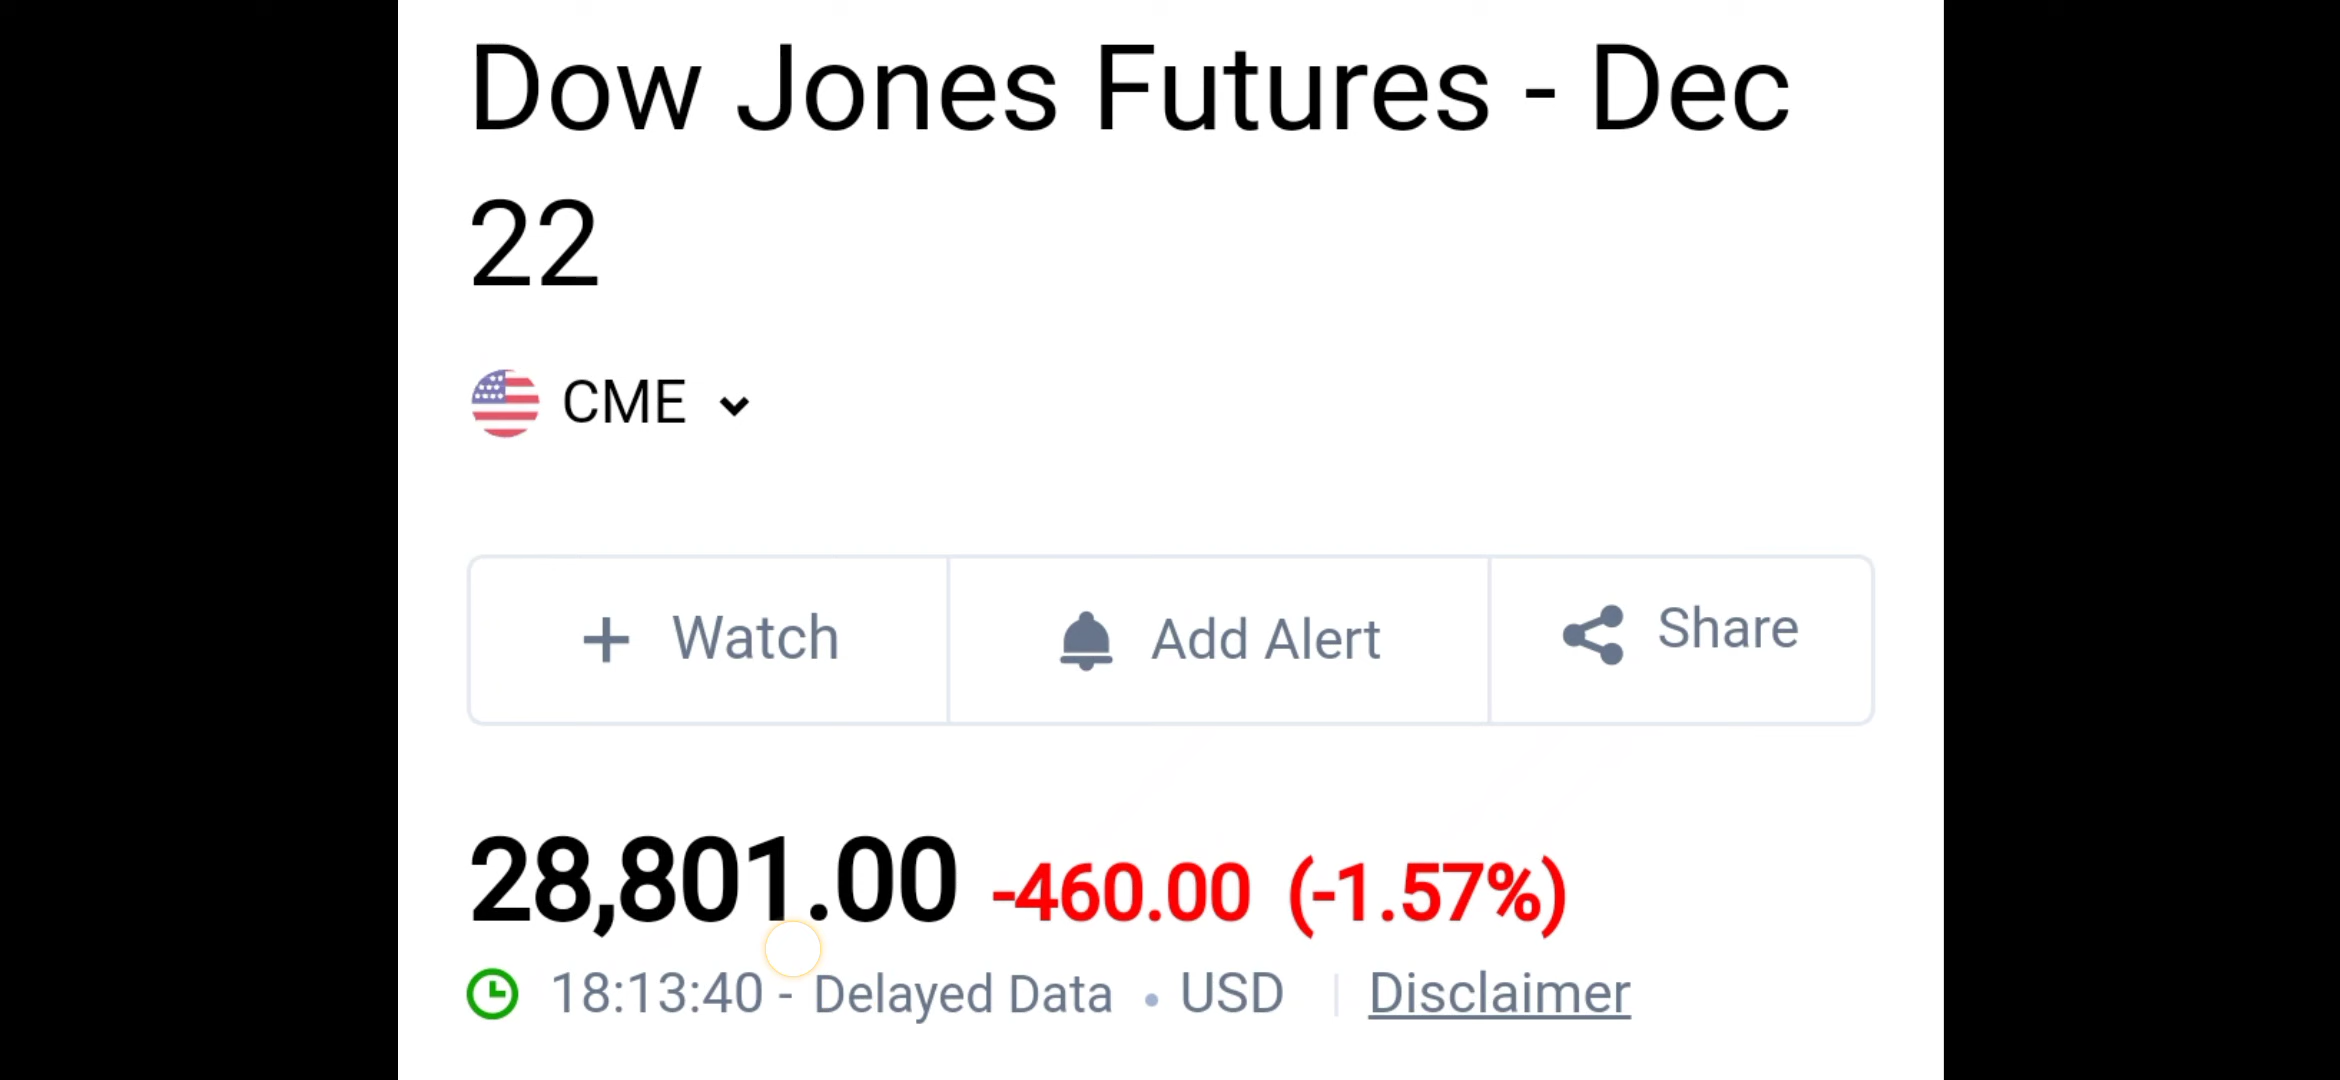 Dow Jones Futures - Dec
22
CME
Watch
Add Alert
Share
28,801.00 -460.00 (-1.57%)
18:13:40 - Delayed Data • USD | Disclaimer